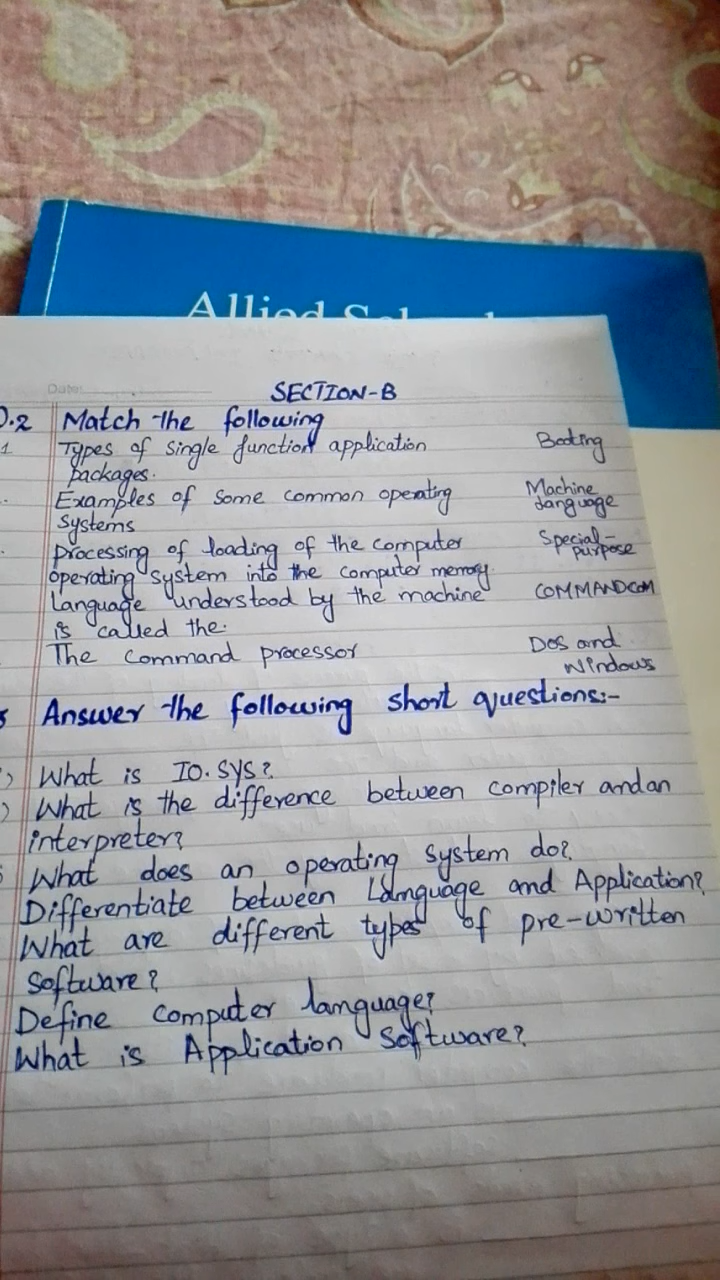 Allied
Date:
SECTION-B
Q.2 Match the following
1 Types of single function application Booting
packages.
Examples of some common operating Machine
systems language
processing of loading of the computer Special-
purpose
operating system into the computer memory.
language understood by the machine COMMAND.COM
is called the.
The command processor Dos and
Windows
Answer the following short questions:-
What is IO.SYS?
What is the difference between compiler and an
interpreter?
What does an operating system do?
Differentiate between Language and Application?
What are different types of pre-written
software?
Define computer language?
What is Application Software?